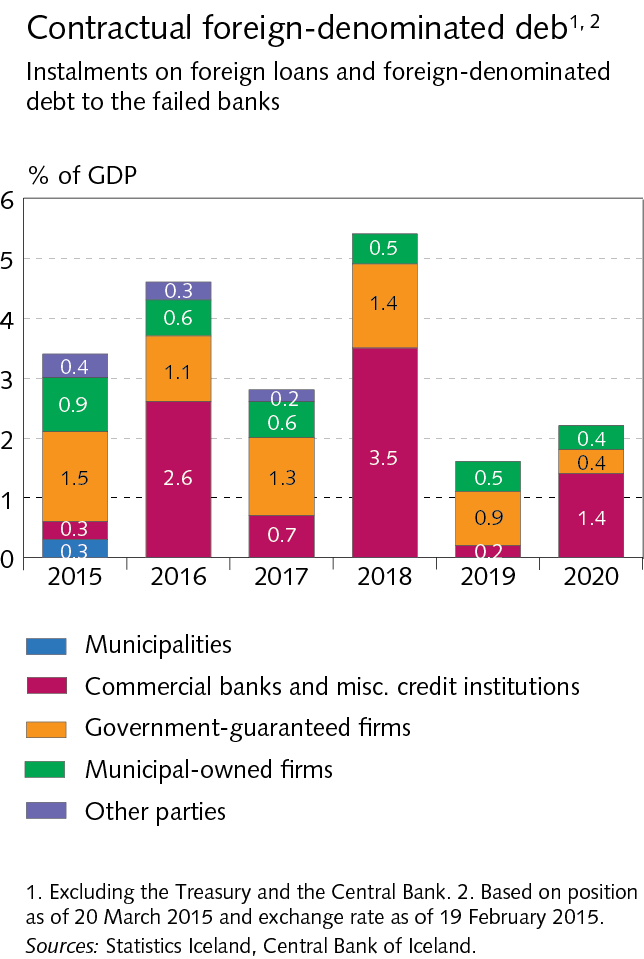 Contractual foreign-denominated deb1, 2
Instalments on foreign loans and foreign-denominated
debt to the failed banks
% of GDP
6
5
4
3
2
1
0
0.4
0.9
1.5
0.3
0.3
0.3
0.6
1.1
2.6
0.2
0.6
1.3
0.7
0.5
1.4
3.5
0.5
0.9
0.2
0.4
0.4
1.4
2015 2016 2017 2018 2019 2020
Municipalities
Commercial banks and misc. credit institutions
Government-guaranteed firms
Municipal-owned firms
Other parties
1. Excluding the Treasury and the Central Bank. 2. Based on position
as of 20 March 2015 and exchange rate as of 19 February 2015.
Sources: Statistics Iceland, Central Bank of Iceland.